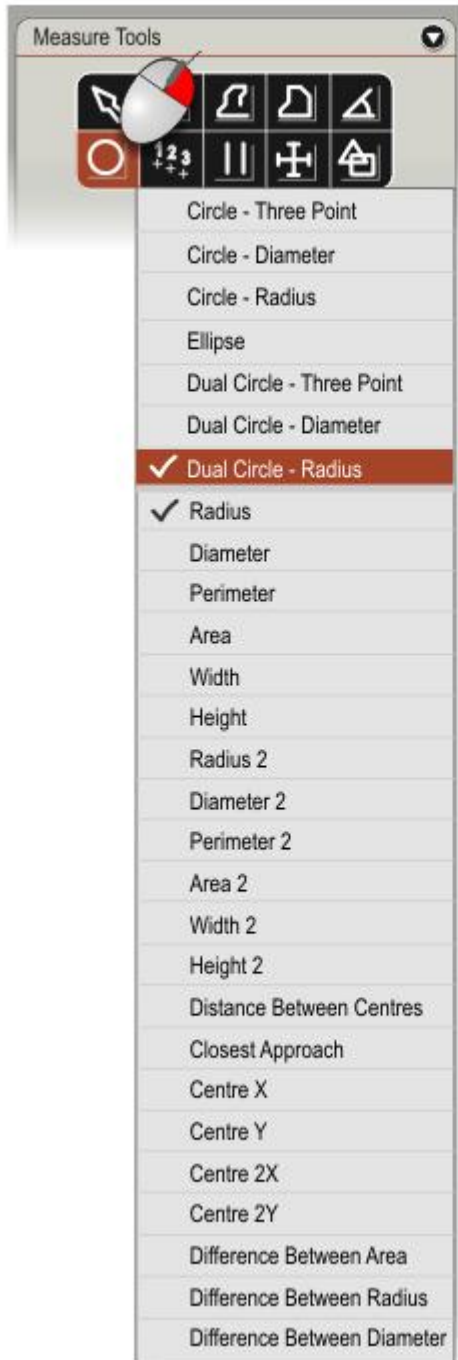 Measure Tools
123
Circle - Three Point
Circle - Diameter
Circle - Radius
Ellipse
Dual Circle - Three Point
Dual Circle - Diameter
Dual Circle - Radius
Radius
Diameter
Perimeter
Area
Width
Height
Radius 2
Diameter 2
Perimeter 2
Area 2
Width 2
Height 2
Distance Between Centres
Closest Approach
Centre X
Centre Y
Centre 2X
Centre 2Y
Difference Between Area
Difference Between Radius
Difference Between Diameter